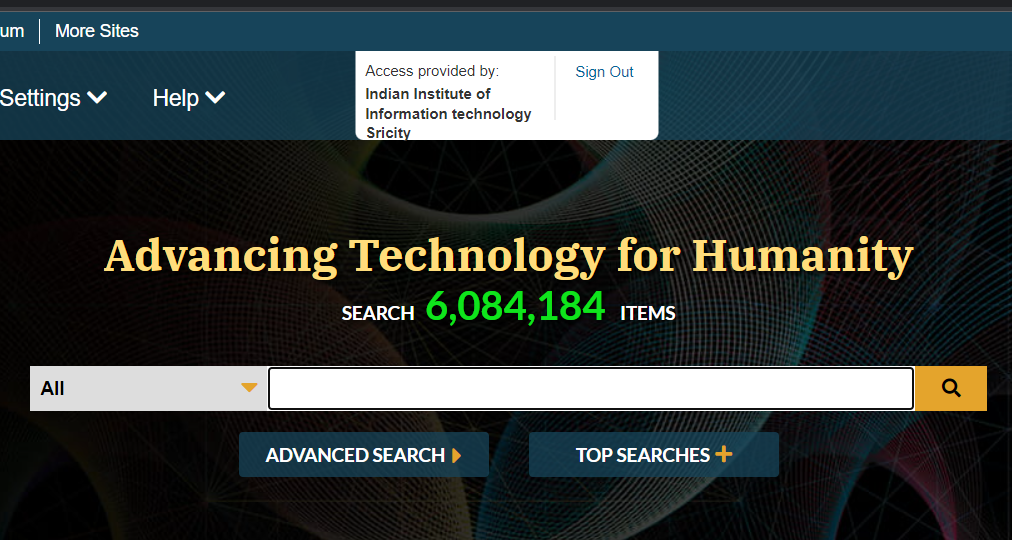 um More Sites
Settings Help
Access provided by: Sign Out
Indian Institute of
Information technology
Sricity
Advancing Technology for Humanity
SEARCH 6,084,184 ITEMS
All
ADVANCED SEARCH TOP SEARCHES